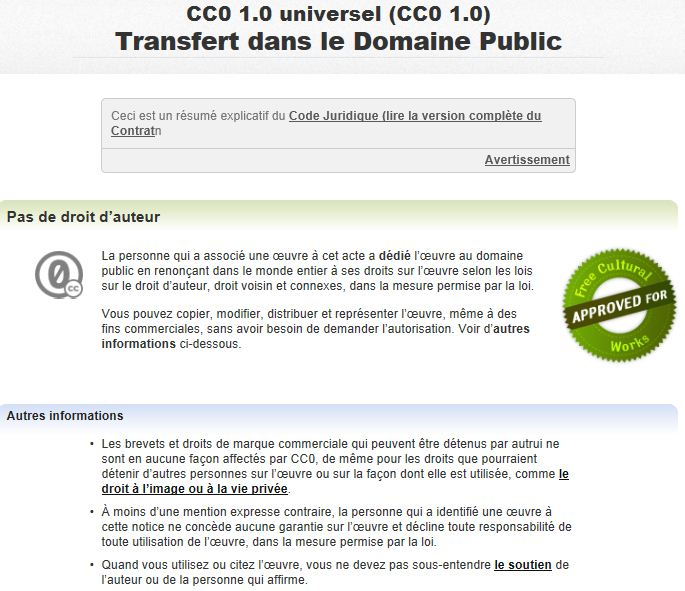 CC0 1.0 universel (CC0 1.0)
Transfert dans le Domaine Public
Ceci est un résumé explicatif du Code Juridique (lire la version complète du
Contratn
Avertissement
Pas de droit d'auteur
La personne qui a associé une œuvre à cet acte a dédié l'œuvre au domaine
public en renonçant dans le monde entier à ses droits sur l'œuvre selon les lois
sur le droit d'auteur, droit voisin et connexes, dans la mesure permise par la loi.
Vous pouvez copier, modifier, distribuer et représenter l'œuvre, même à des
fins commerciales, sans avoir besoin de demander l'autorisation. Voir d'autres
informations ci-dessous.
0
cc
Free Cultural
APPROVED FOR
Works
Autres informations
• Les brevets et droits de marque commerciale qui peuvent être détenus par autrui ne
sont en aucune façon affectés par CC0, de même pour les droits que pourraient
détenir d'autres personnes sur l'œuvre ou sur la façon dont elle est utilisée, comme le
droit à l'image ou à la vie privée.
• À moins d'une mention expresse contraire, la personne qui a identifié une œuvre à
cette notice ne concède aucune garantie sur l'œuvre et décline toute responsabilité de
toute utilisation de l'œuvre, dans la mesure permise par la loi.
• Quand vous utilisez ou citez l'œuvre, vous ne devez pas sous-entendre le soutien de
l'auteur ou de la personne qui affirme.